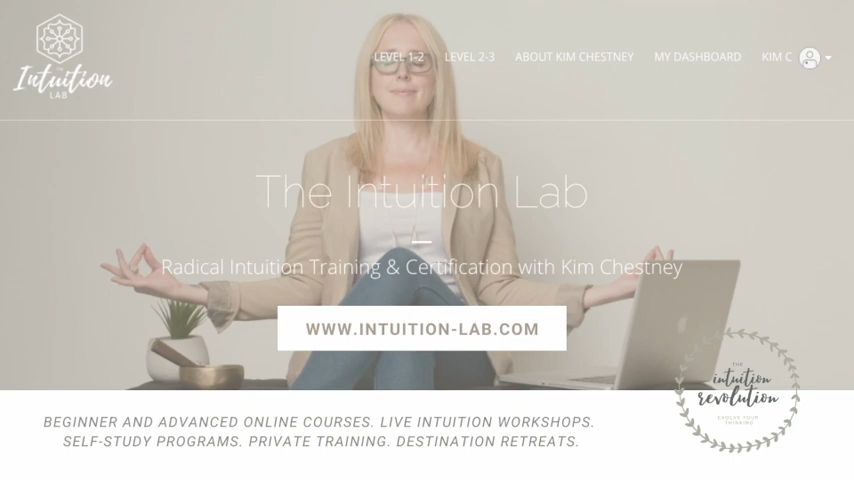 Intuition
LAB
LEVEL 1-2
LEVEL 2-3
ABOUT KIM CHESTNEY
MY DASHBOARD
KIM C
The Intuition Lab
Radical Intuition Training & Certification with Kim Chestney
WWW.INTUITION-LAB.COM
THE
intuition
revolution
EVOLVE YOUR
THINKING
BEGINNER AND ADVANCED ONLINE COURSES. LIVE INTUITION WORKSHOPS.
SELF-STUDY PROGRAMS. PRIVATE TRAINING. DESTINATION RETREATS.